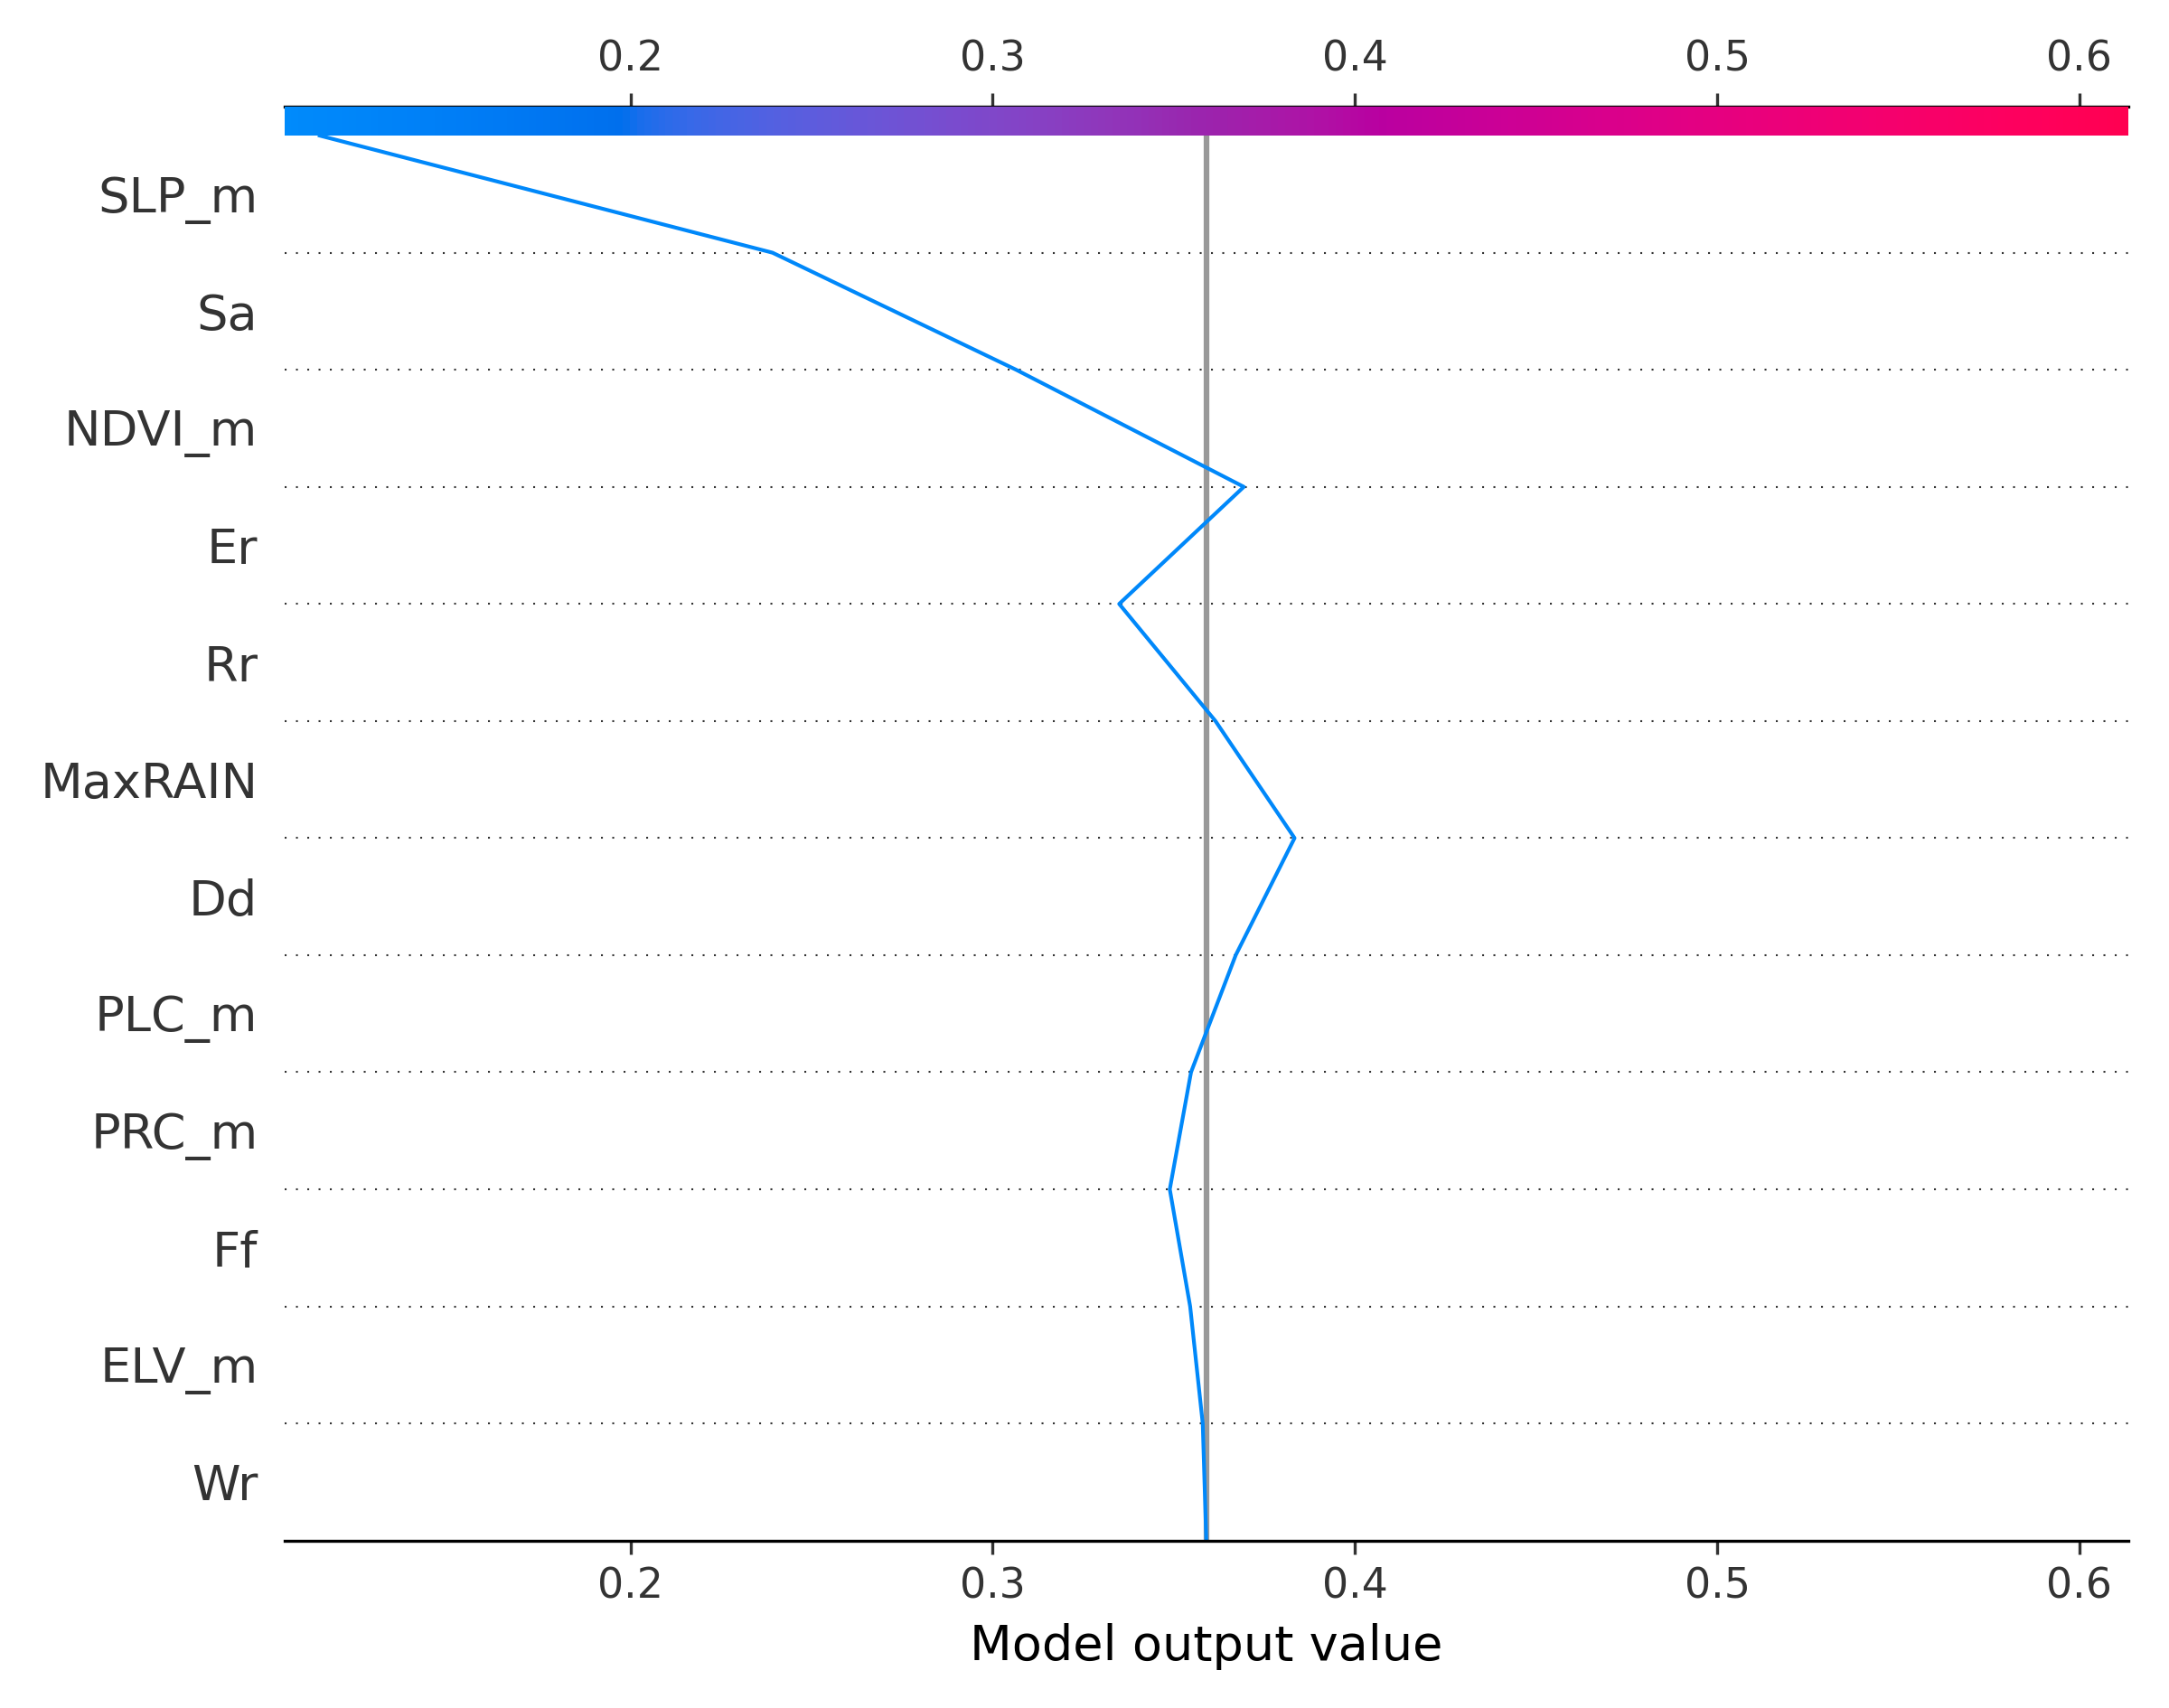 0.2 0.3 0.4 0.5 0.6
SLP_m
Sa
NDVI_m
Er
Rr
MaxRAIN
Dd
PLC_m
PRC_m
Ff
ELV_m
Wr
0.2 0.3 0.4 0.5 0.6
Model output value